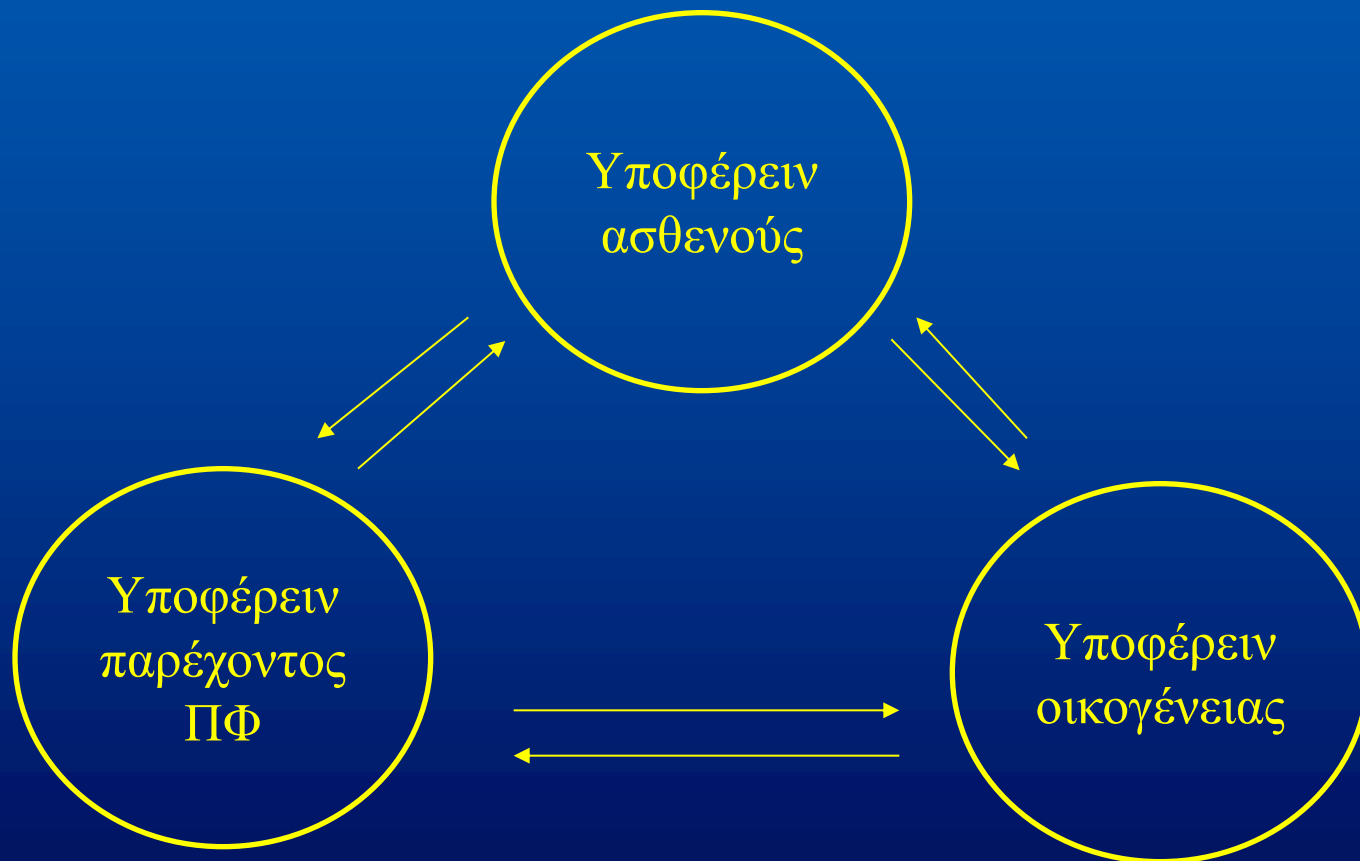 Υποφέρειν
ασθενούς
Υποφέρειν
παρέχοντος
ΠΦ
Υποφέρειν
οικογένειας